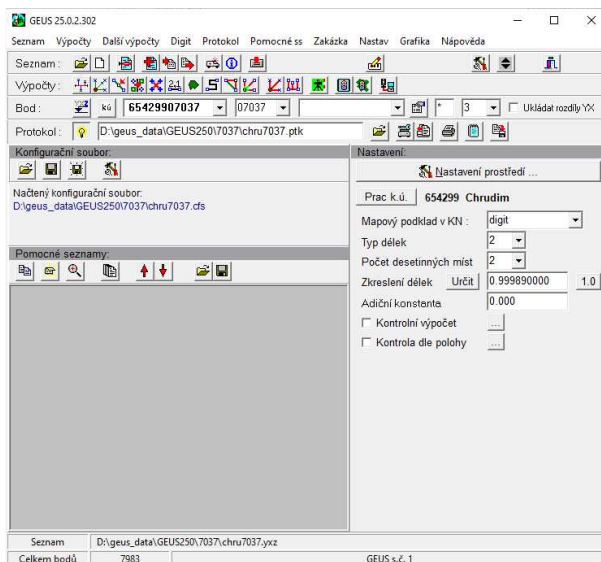 GEUS 25.0.2.302
Seznam Výpočty Další výpočty Digit Protokol Pomocné ss Zakázka Nastav Grafika Nápověda
Seznam :
Výpočty :
Bod : kú 65429907037 07037 * 3 Ukládat rozdíly YX
Protokol : D:\geus_data\GEUS250\7037\chru7037.ptk
Konfigurační soubor:
Načtený konfigurační soubor:
D:\geus_data\GEUS250\7037\chru7037.cfs
Pomocné seznamy:
Nastavení:
Nastavení prostředí ...
Prac k.ú. 654299 Chrudim
Mapový podklad v KN : digit
Typ délek 2
Počet desetinných míst 2
Zkreslení délek Určit 0.999890000 1.0
Adiční konstanta 0.000
Kontrolní výpočet ...
Kontrola dle polohy ...
Seznam D:\geus_data\GEUS250\7037\chru7037.yxz
Celkem bodů 7983 GEUS s.č. 1